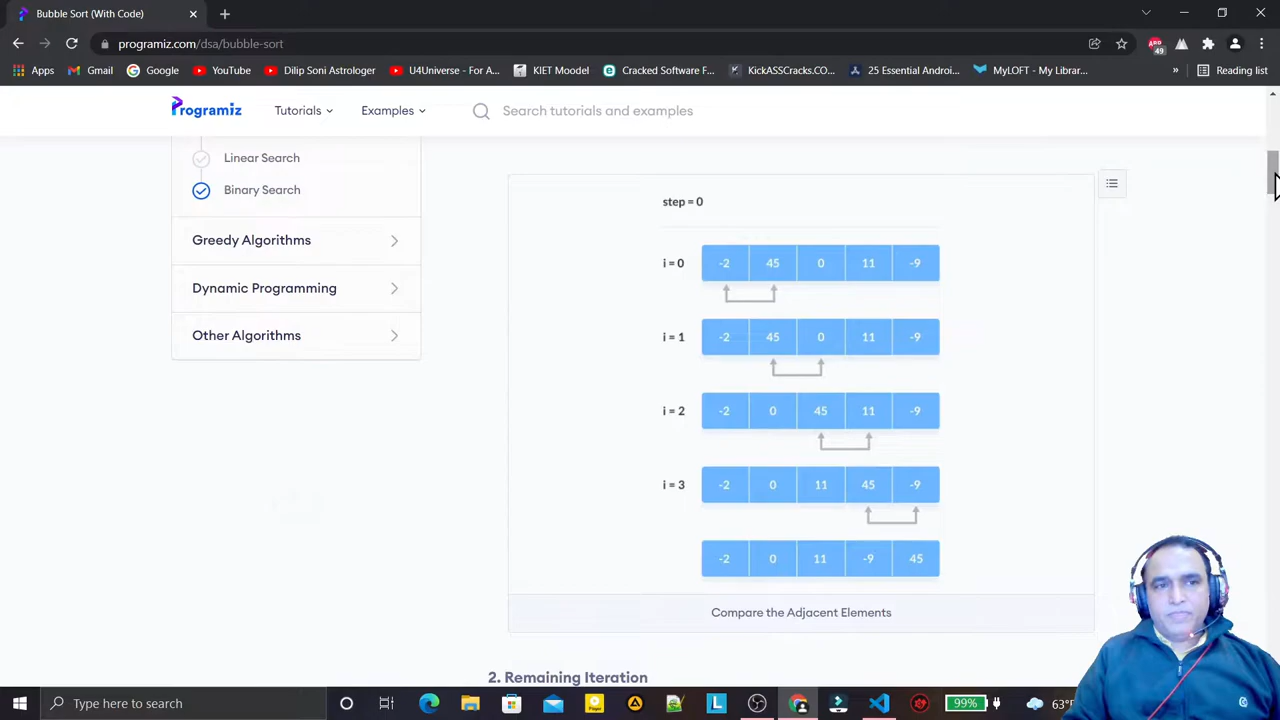 Bubble Sort (With Code)
programiz.com/dsa/bubble-sort
49
Apps Gmail Google YouTube Dilip Soni Astrologer U4Universe - For A... KIET Moodel Cracked Software F... KickASSCracks.CO... 25 Essential Androi... MyLOFT - My Librar... » Reading list
Programiz Tutorials Examples Search tutorials and examples
Linear Search
Binary Search
Greedy Algorithms
Dynamic Programming
Other Algorithms
step = 0
i = 0 -2 45 0 11 -9
i = 1 -2 45 0 11 -9
i = 2 -2 0 45 11 -9
i = 3 -2 0 11 45 -9
-2 0 11 -9 45
Compare the Adjacent Elements
2. Remaining Iteration
Type here to search
99%